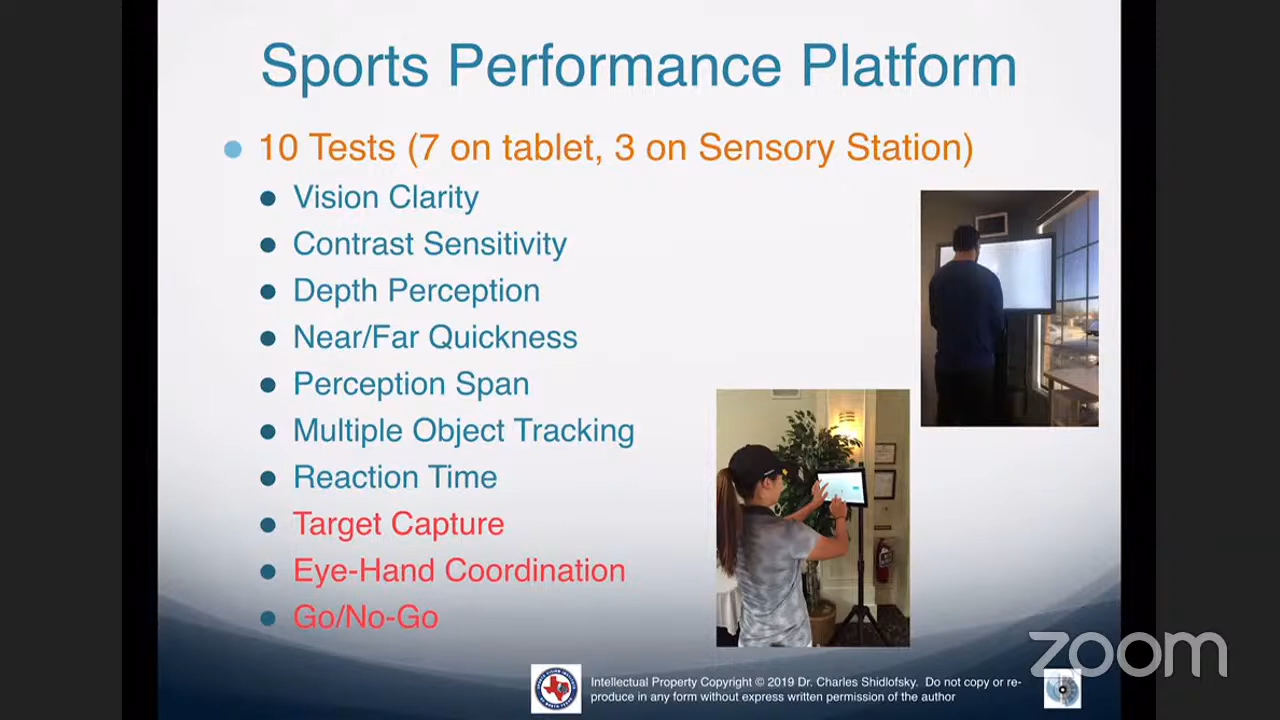 Sports Performance Platform
10 Tests (7 on tablet, 3 on Sensory Station)
Vision Clarity
Contrast Sensitivity
Depth Perception
Near/Far Quickness
Perception Span
Multiple Object Tracking
Reaction Time
Target Capture
Eye-Hand Coordination
Go/No-Go
Intellectual Property Copyright © 2019 Dr. Charles Shidlofsky. Do not copy or re-
produce in any form without express written permission of the author
zoom